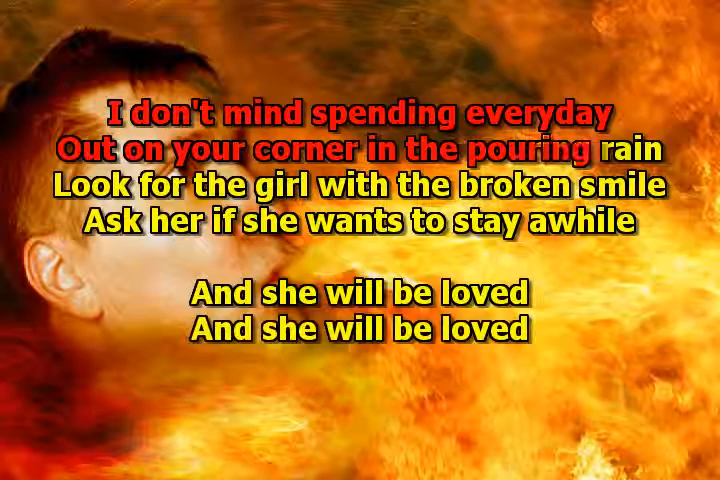 I don't mind spending everyday
Out on your corner in the pouring rain
Look for the girl with the broken smile
Ask her if she wants to stay awhile
And she will be loved
And she will be loved